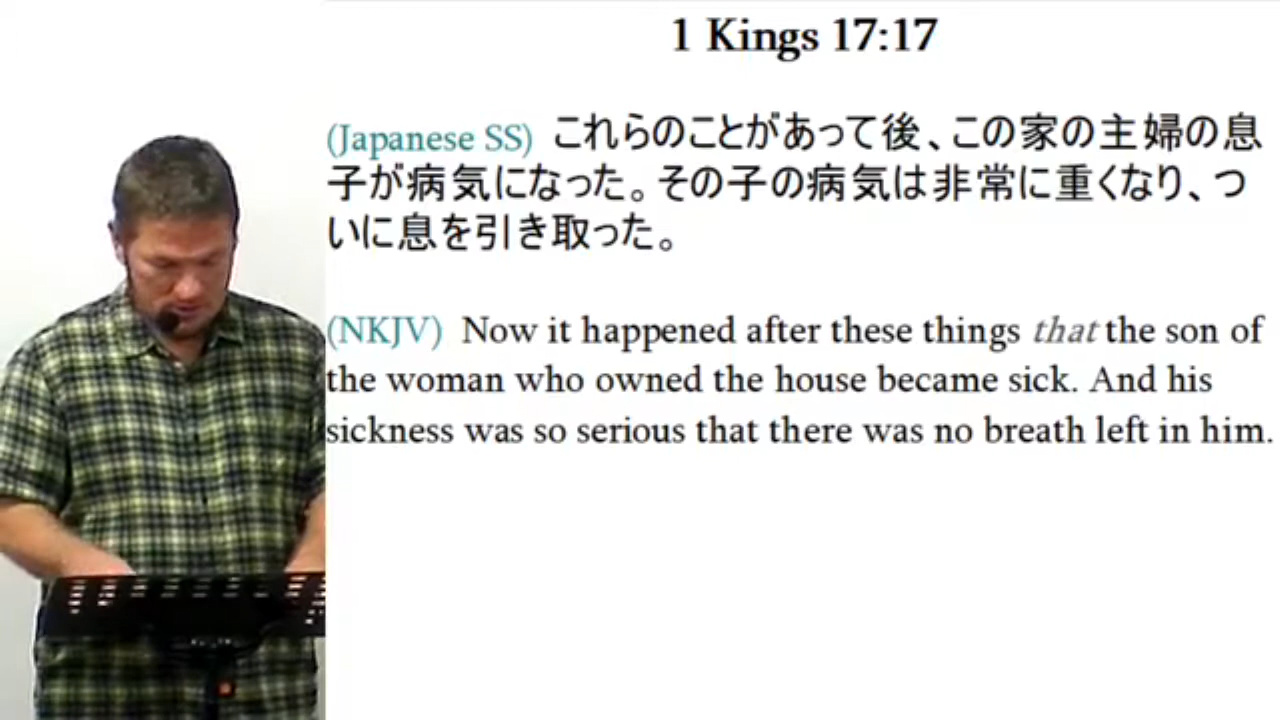 1 Kings 17:17
(Japanese SS) これらのことがあって後、この家の主婦の息
子が病気になった。その子の病気は非常に重くなり、つ
いに息を引き取った。
(NKJV) Now it happened after these things that the son of
the woman who owned the house became sick. And his
sickness was so serious that there was no breath left in him.